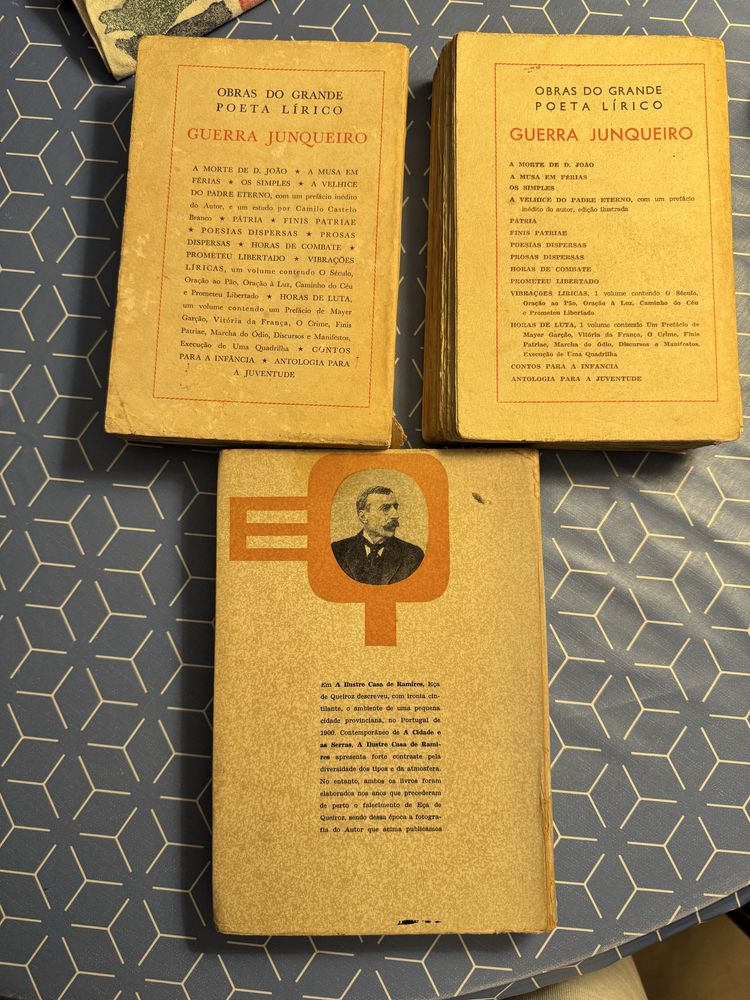 OBRAS DO GRANDE
POETA LÍRICO
GUERRA JUNQUEIRO
A MORTE DE D. JOÃO ★ A MUSA EM
FÉRIAS ★ OS SIMPLES ★ A VELHICE
DO PADRE ETERNO, com um prefácio inédito
do Autor, e um estudo por Camilo Castelo
Branco ★ PÁTRIA ★ FINIS PATRIAE
★ POESIAS DISPERSAS ★ PROSAS
DISPERSAS ★ HORAS DE COMBATE ★
PROMETEU LIBERTADO ★ VIBRAÇÕES
LÍRICAS, um volume contendo O Século,
Oração ao Pão, Oração à Luz, Caminho do Céu
e Prometeu Libertado ★ HORAS DE LUTA,
um volume contendo um Prefácio de Mayer
Garção, Vitória da França, O Crime, Finis
Patriae, Marcha do Ódio, Discursos e Manifestos,
Execução de Uma Quadrilha ★ CONTOS
PARA A INFÂNCIA ★ ANTOLOGIA PARA
A JUVENTUDE
OBRAS DO GRANDE
POETA LÍRICO
GUERRA JUNQUEIRO
A MORTE DE D. JOÃO
A MUSA EM FÉRIAS
OS SIMPLES
A VELHICE DO PADRE ETERNO, com um prefácio
inédito do autor, edição ilustrada
PÁTRIA
FINIS PATRIAE
POESIAS DISPERSAS
PROSAS DISPERSAS
HORAS DE COMBATE
PROMETEU LIBERTADO
VIBRAÇÕES LÍRICAS, 1 volume contendo O Século,
Oração ao Pão, Oração à Luz, Caminho do Céu
e Prometeu Libertado
HORAS DE LUTA, 1 volume contendo Um Prefácio de
Mayer Garção, Vitória da França, O Crime, Finis
Patriae, Marcha do Ódio, Discursos e Manifestos,
Execução de Uma Quadrilha
CONTOS PARA A INFANCIA
ANTOLOGIA PARA A JUVENTUDE
EQ
Em A Ilustre Casa de Ramires, Eça
de Queiroz descreveu, com ironia cin-
tilante, o ambiente de uma pequena
cidade provinciana, no Portugal de
1900. Contemporâneo de A Cidade e
as Serras, A Ilustre Casa de Rami-
res apresenta forte contraste pela
diversidade dos tipos e da atmosfera.
No entanto, ambos os livros foram
elaborados nos anos que precederam
de perto o falecimento de Eça de
Queiroz, sendo dessa época a fotogra-
fia do Autor que acima publicamos